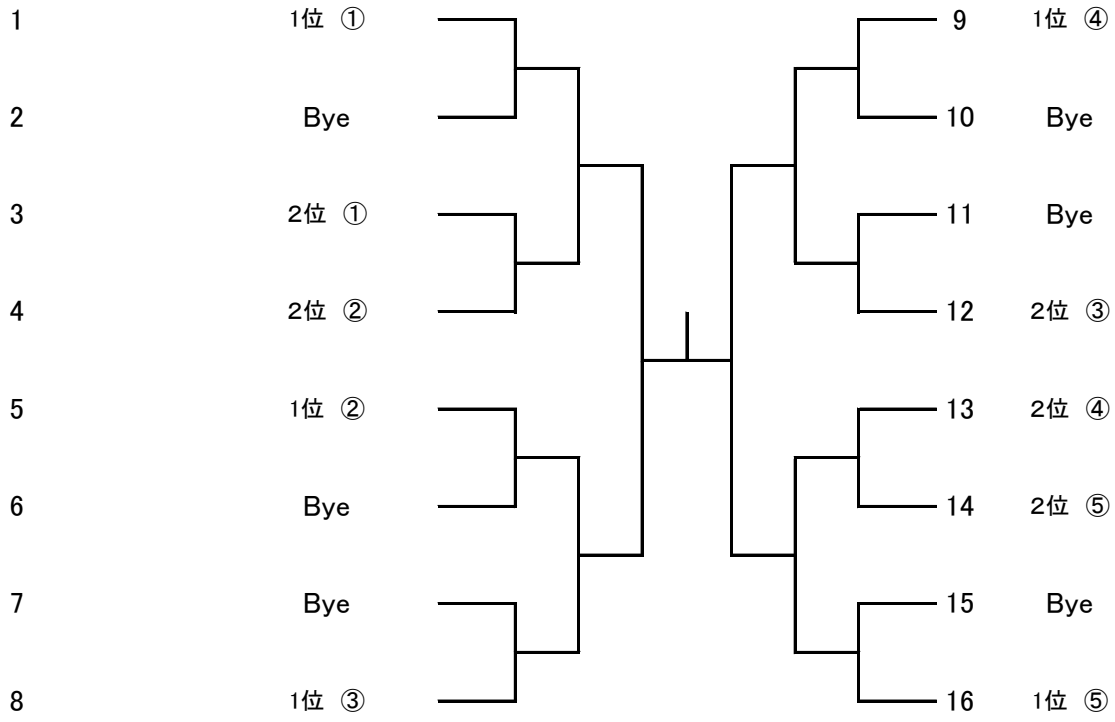 1 1位 ① 9 1位 ④
2 Bye 10 Bye
3 2位 ① 11 Bye
4 2位 ② 12 2位 ③
5 1位 ② 13 2位 ④
6 Bye 14 2位 ⑤
7 Bye 15 Bye
8 1位 ③ 16 1位 ⑤